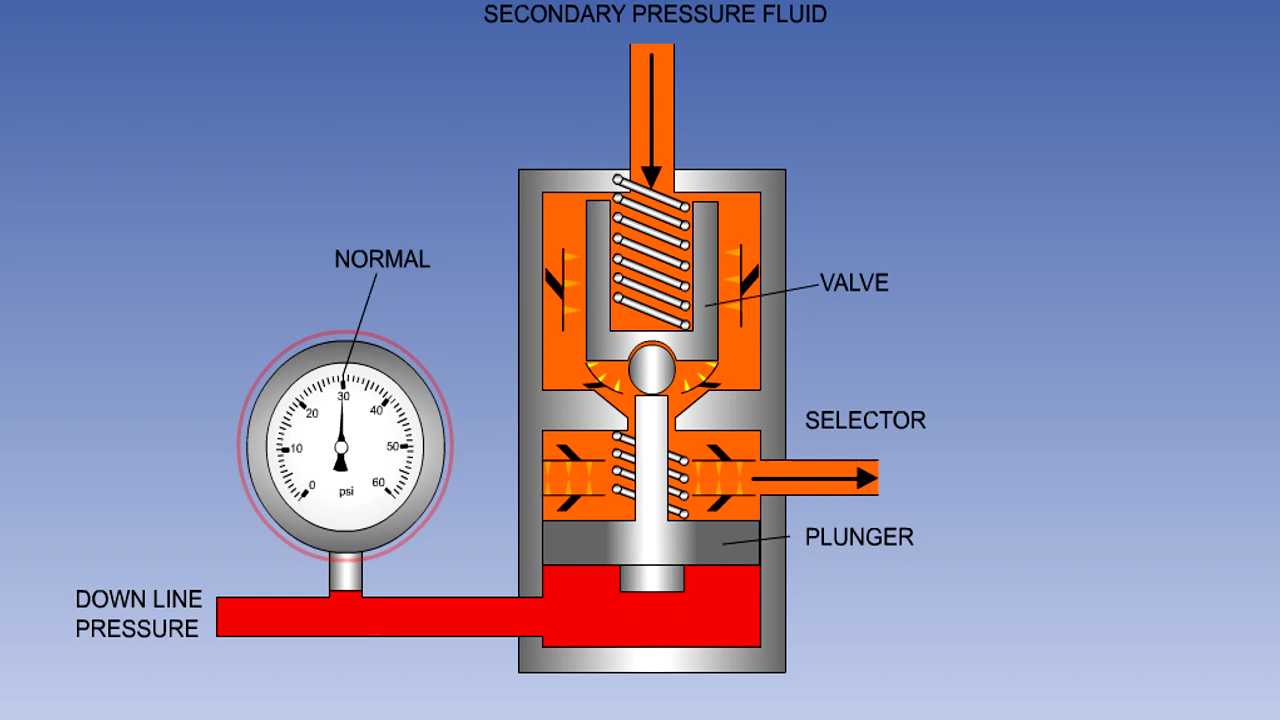 SECONDARY PRESSURE FLUID
NORMAL
VALVE
30
20
40
10
50
0
60
psi
SELECTOR
PLUNGER
DOWN LINE
PRESSURE